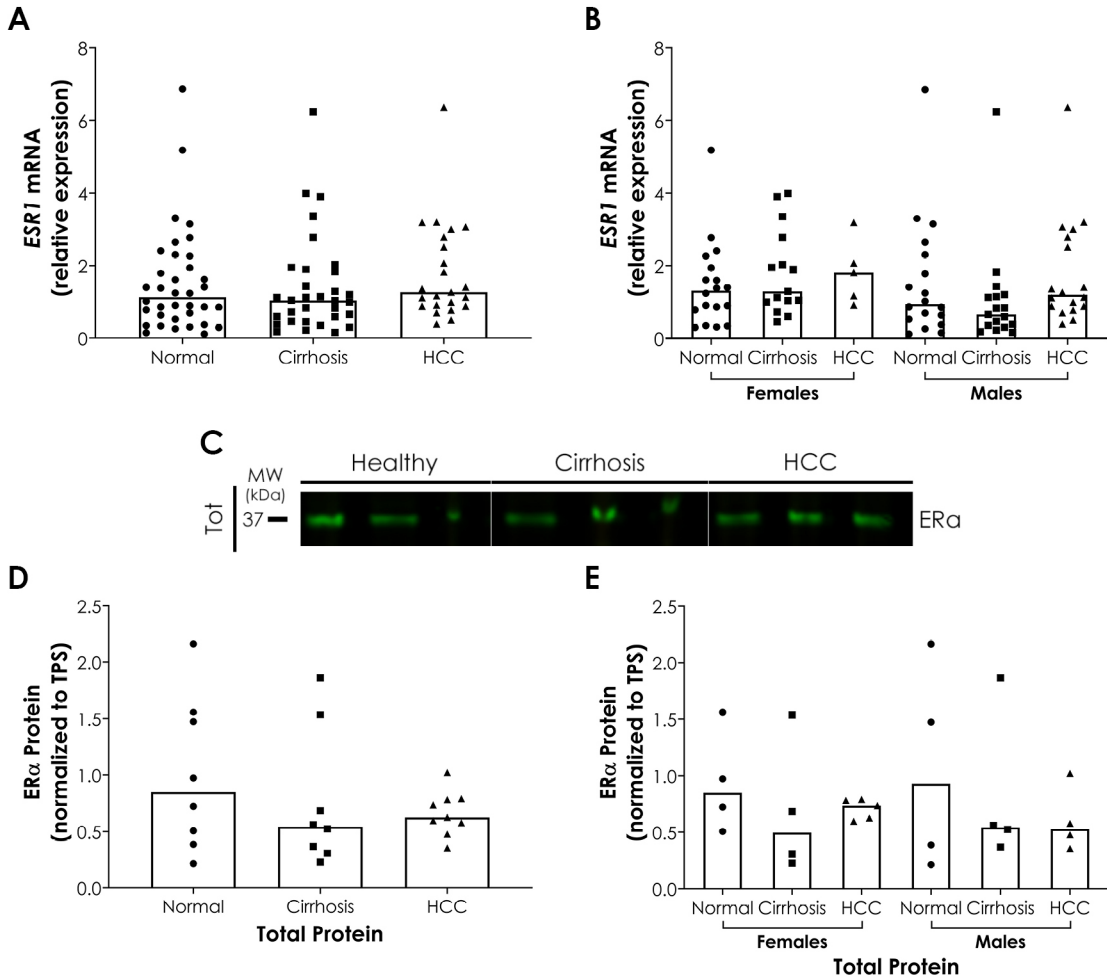 A
ESR1 mRNA
(relative expression)
8
6
4
2
0
Normal Cirrhosis HCC
B
ESR1 mRNA
(relative expression)
8
6
4
2
0
Normal Cirrhosis HCC Normal Cirrhosis HCC
Females Males
C
Healthy Cirrhosis HCC
MW
(kDa)
Tot
37
ERα
D
ERα Protein
(normalized to TPS)
2.5
2.0
1.5
1.0
0.5
0.0
Normal Cirrhosis HCC
Total Protein
E
ERα Protein
(normalized to TPS)
2.5
2.0
1.5
1.0
0.5
0.0
Normal Cirrhosis HCC Normal Cirrhosis HCC
Females Males
Total Protein